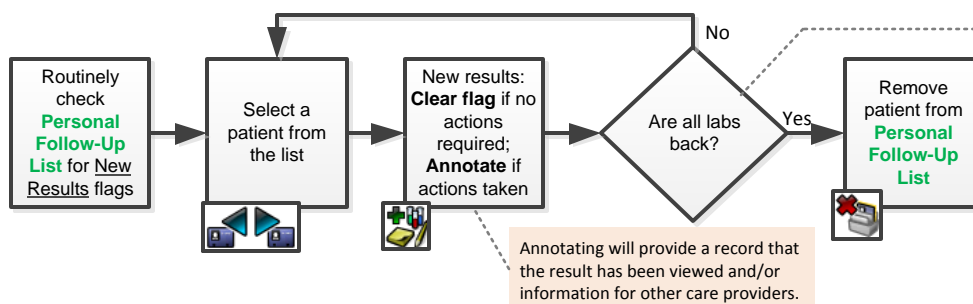 Routinely
check
Personal
Follow-Up
List for New
Results flags
Select a
patient from
the list
New results:
Clear flag if no
actions
required;
Annotate if
actions taken
Annotating will provide a record that
the result has been viewed and/or
information for other care providers.
No
Are all labs
back?
Yes
Remove
patient from
Personal
Follow-Up
List